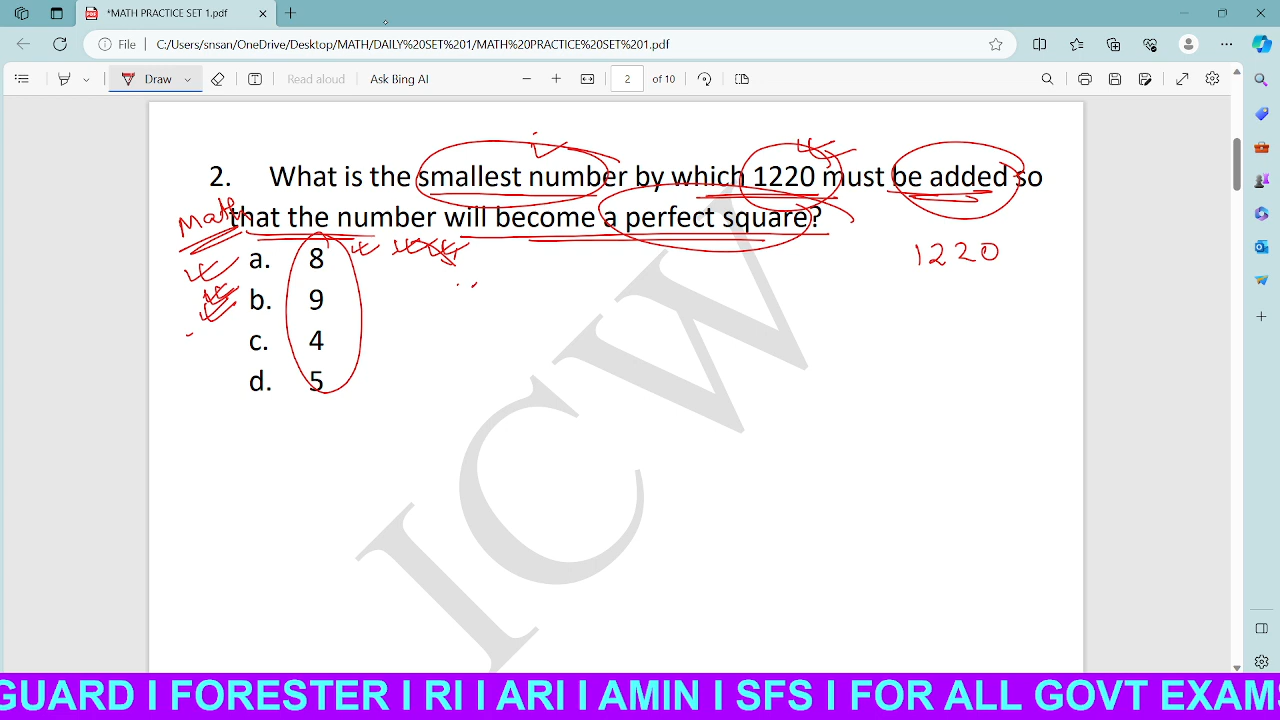 *MATH PRACTICE SET 1.pdf
File C:/Users/snsan/OneDrive/Desktop/MATH/DAILY%20SET%201/MATH%20PRACTICE%20SET%201.pdf
Draw Read aloud Ask Bing AI 2 of 10
2. What is the smallest number by which 1220 must be added so
that the number will become a perfect square?
Math
1220
a. 8
b. 9
c. 4
d. 5
ICW
GUARD I FORESTER I RI I ARI I AMIN I SFS I FOR ALL GOVT EXAMS